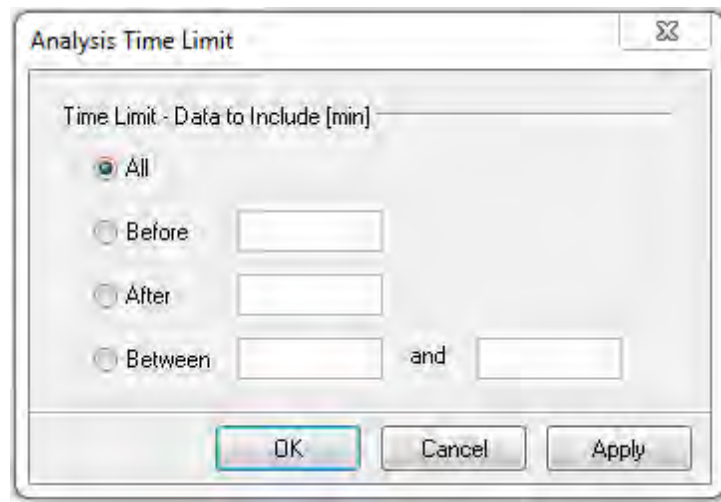 Analysis Time Limit
Time Limit - Data to Include [min]
All
Before
After
Between and
OK Cancel Apply